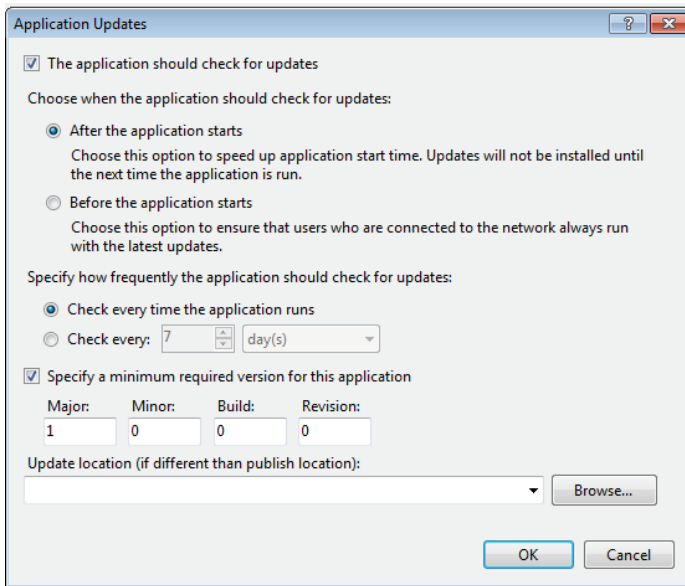 Application Updates
The application should check for updates
Choose when the application should check for updates:
After the application starts
Choose this option to speed up application start time. Updates will not be installed until
the next time the application is run.
Before the application starts
Choose this option to ensure that users who are connected to the network always run
with the latest updates.
Specify how frequently the application should check for updates:
Check every time the application runs
Check every: 7 day(s)
Specify a minimum required version for this application
Major: Minor: Build: Revision:
1 0 0 0
Update location (if different than publish location):
Browse...
OK Cancel